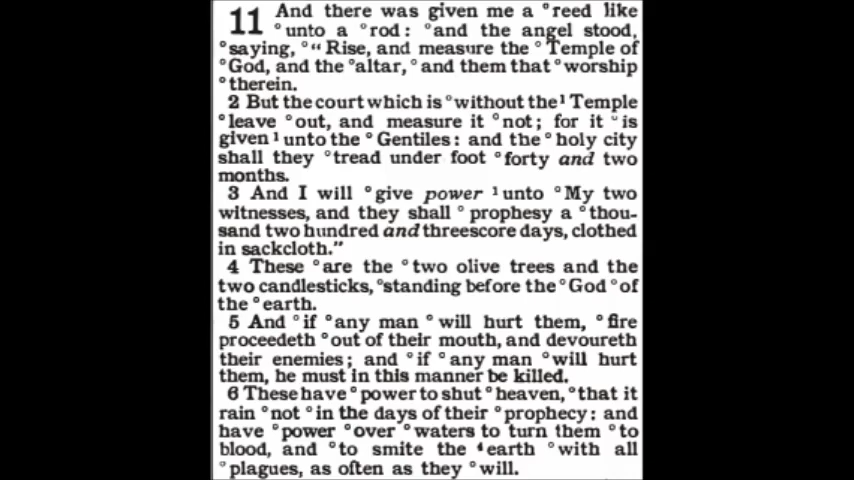 11 And there was given me a °reed like
°unto a °rod: °and the angel stood,
°saying, °“ Rise, and measure the °Temple of
°God, and the °altar, °and them that °worship
°therein.
2 But the court which is °without the¹ Temple
°leave °out, and measure it °not; for it °is
given¹ unto the °Gentiles: and the °holy city
shall they °tread under foot °forty and two
months.
3 And I will °give power ¹unto °My two
witnesses, and they shall °prophesy a °thou-
sand two hundred and threescore days, clothed
in sackcloth.”
4 These °are the °two olive trees and the
two candlesticks, °standing before the °God °of
the °earth.
5 And °if °any man °will hurt them, °fire
proceedeth °out of their mouth, and devoureth
their enemies; and °if °any man °will hurt
them, he must in this manner be killed.
6 These have °power to shut °heaven, °that it
rain °not °in the days of their °prophecy: and
have °power °over °waters to turn them °to
blood, and °to smite the ⁴earth °with all
°plagues, as often as they °will.